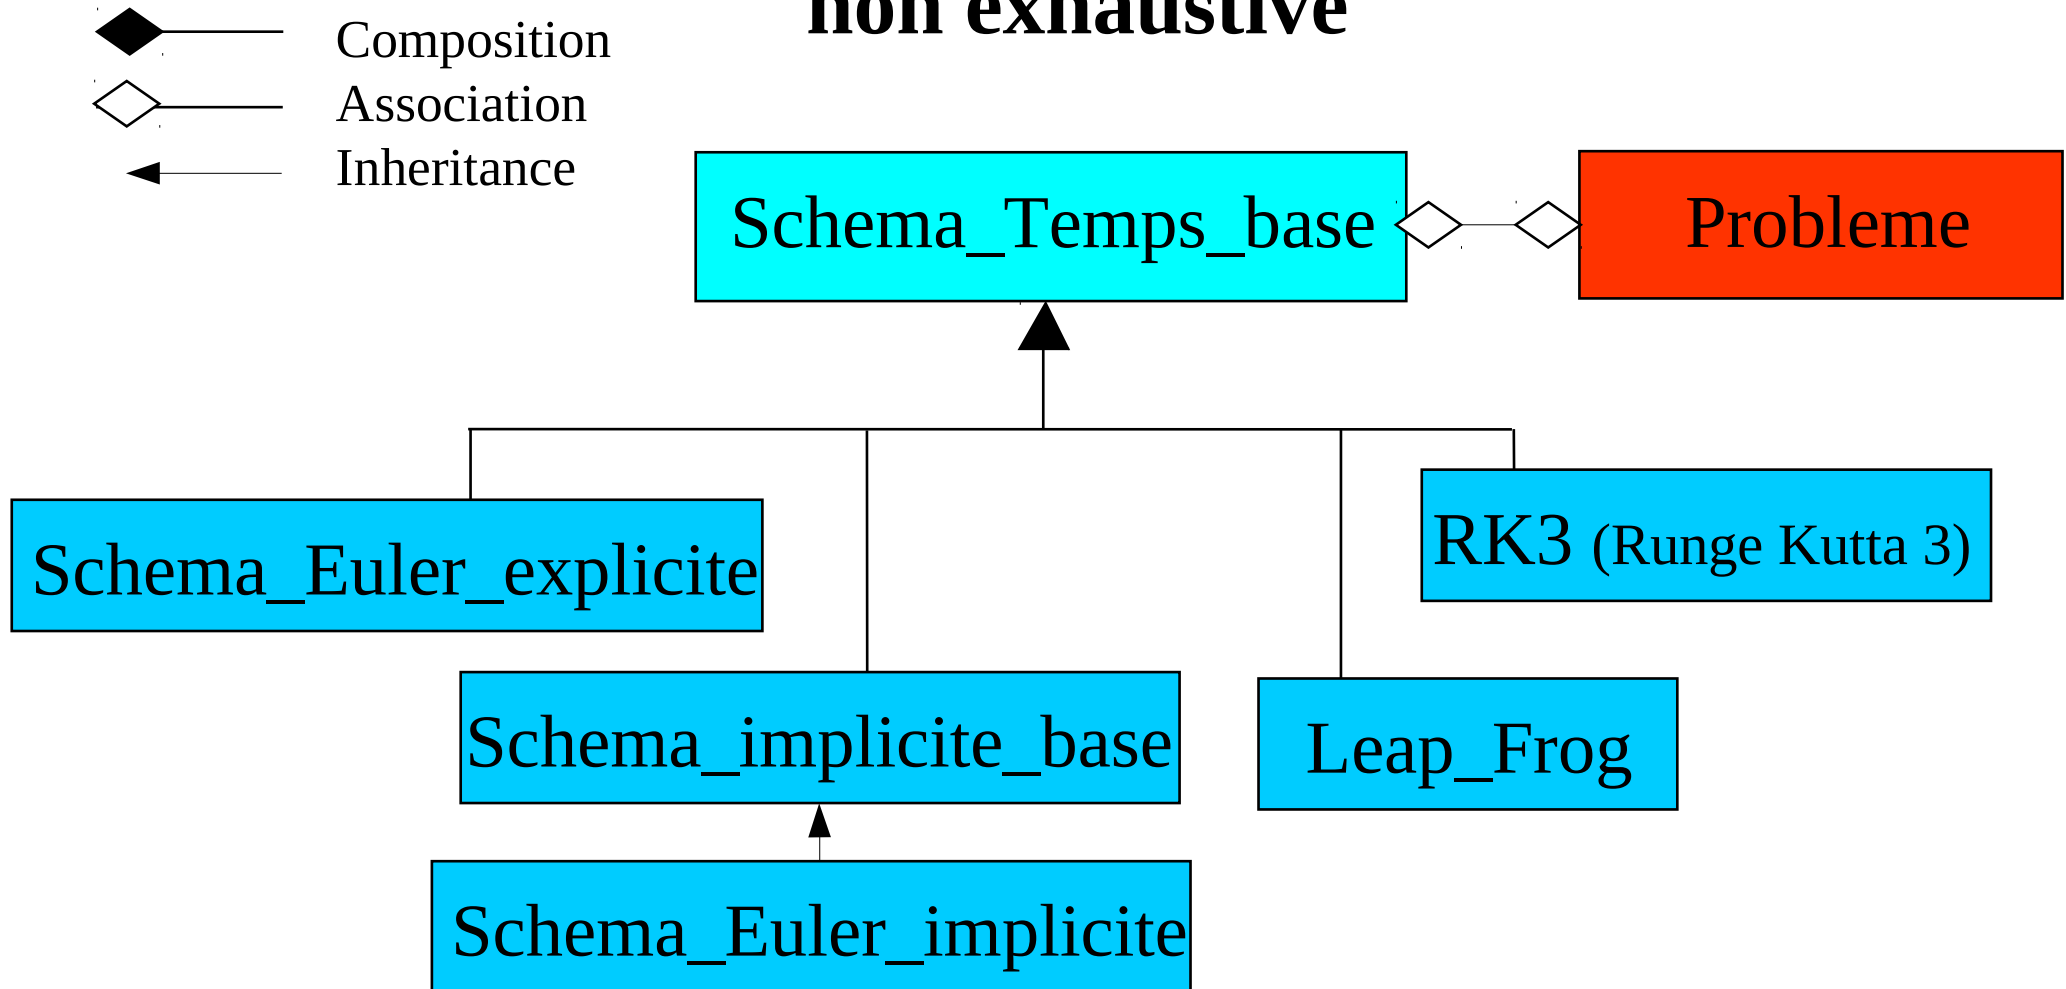 non exhaustive
Composition
Association
Inheritance
Schema_Temps_base
Probleme
Schema_Euler_explicite
RK3 (Runge Kutta 3)
Schema_implicite_base
Leap_Frog
Schema_Euler_implicite